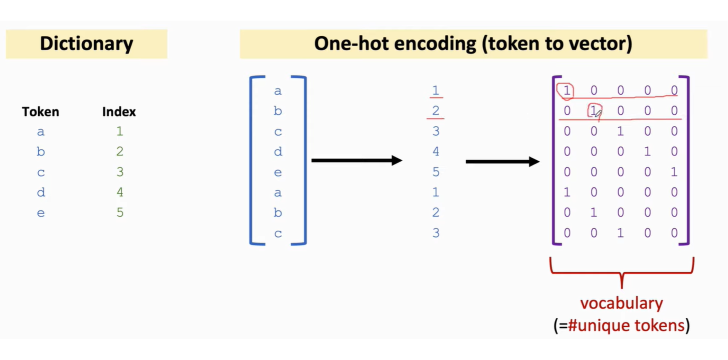 Dictionary
One-hot encoding (token to vector)
Token Index
a 1
b 2
c 3
d 4
e 5
a 1 1 0 0 0 0
b 2 0 1 0 0 0
c 3 0 0 1 0 0
d 4 0 0 0 1 0
e 5 0 0 0 0 1
a 1 1 0 0 0 0
b 2 0 1 0 0 0
c 3 0 0 1 0 0
vocabulary
(=#unique tokens)